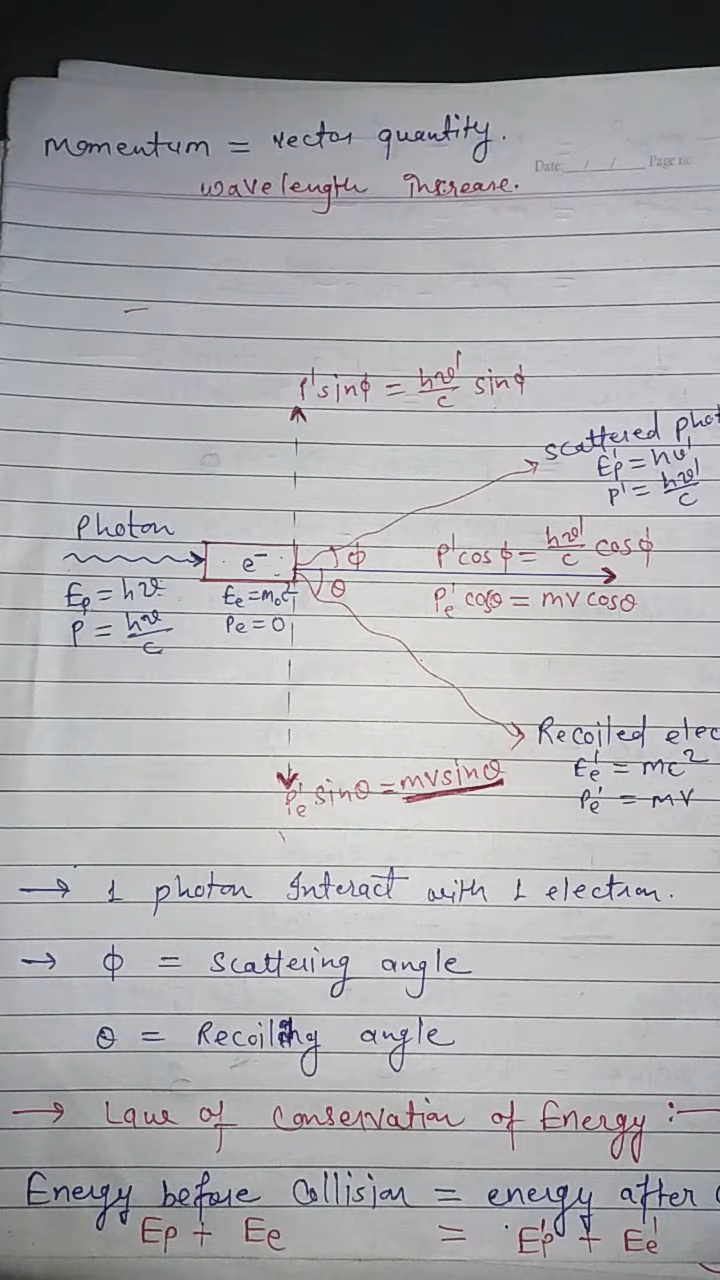 Momentum = vector quantity.
Date / / Page no
wavelength increase.
P' sinϕ = hν'/c sinϕ
scattered phot
Ep' = hν'
P' = hν'/c
Photon
e⁻
ϕ
P' cosϕ = hν'/c cosϕ
θ
Pe' cosθ = mv cosθ
Ep = hν
Ee = m₀c²
P = hν/c
Pe = 0
Recoiled elec
Ee' = mc²
Pe' = mv
Pe' sinθ = mv sinθ
→ 1 photon Interact with 1 electron.
→ ϕ = Scattering angle
θ = Recoiling angle
→ Law of Conservation of Energy :—
Energy before Collision = energy after
Ep + Ee = Ep' + Ee'